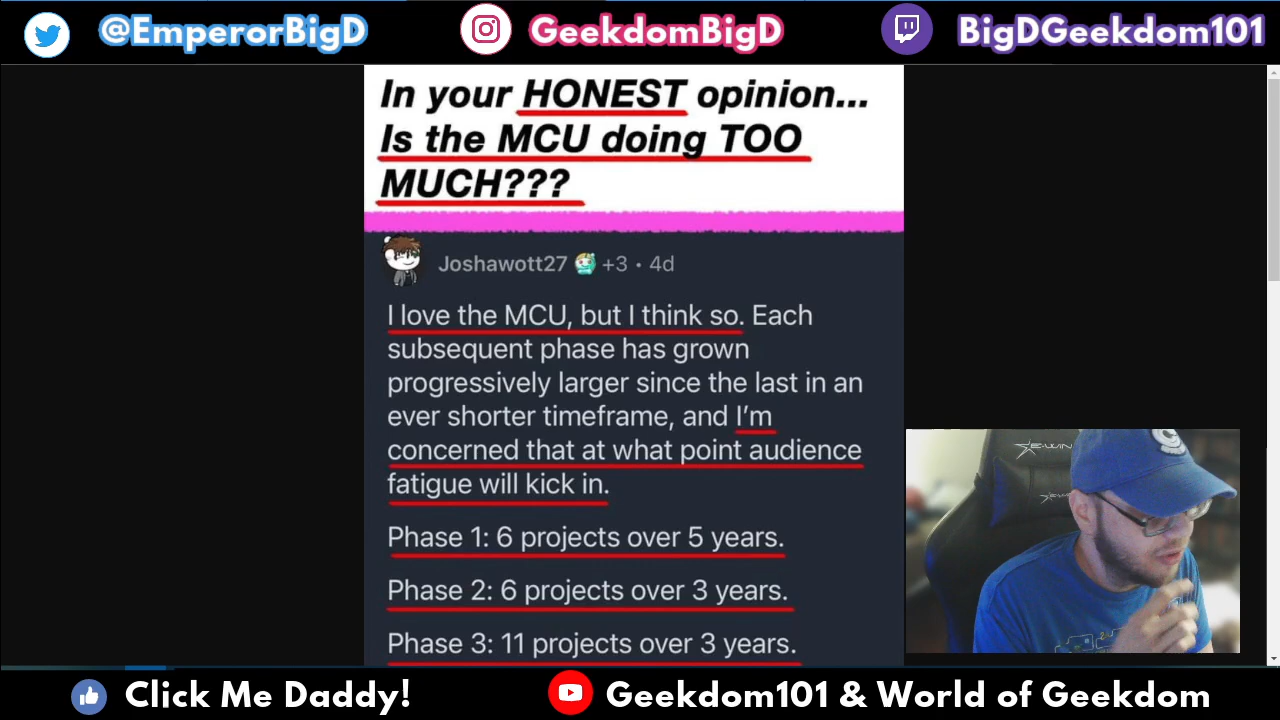 @EmperorBigD
GeekdomBigD
BigDGeekdom101
In your HONEST opinion...
Is the MCU doing TOO
MUCH???
Joshawott27 +3 • 4d
I love the MCU, but I think so. Each
subsequent phase has grown
progressively larger since the last in an
ever shorter timeframe, and I'm
concerned that at what point audience
fatigue will kick in.
Phase 1: 6 projects over 5 years.
Phase 2: 6 projects over 3 years.
Phase 3: 11 projects over 3 years.
E-WIN
Click Me Daddy!
Geekdom101 & World of Geekdom